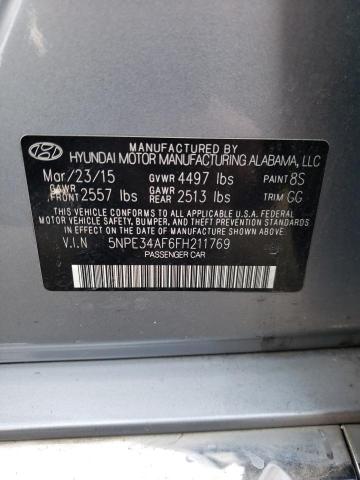 MANUFACTURED BY
HYUNDAI MOTOR MANUFACTURING ALABAMA, LLC
Mar/23/15 GVWR 4497 lbs PAINT 8S
GAWR FRONT 2557 lbs GAWR REAR 2513 lbs TRIM GG
THIS VEHICLE CONFORMS TO ALL APPLICABLE U.S. FEDERAL
MOTOR VEHICLE SAFETY, BUMPER, AND THEFT PREVENTION STANDARDS
IN EFFECT ON THE DATE OF MANUFACTURE SHOWN ABOVE.
V.I.N 5NPE34AF6FH211769
PASSENGER CAR